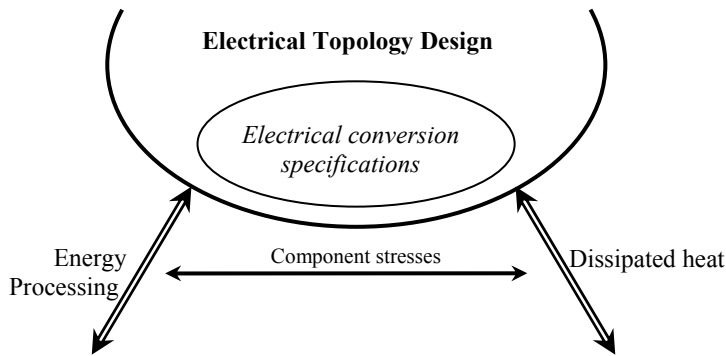 Electrical Topology Design
Electrical conversion
specifications
Energy
Processing
Component stresses
Dissipated heat